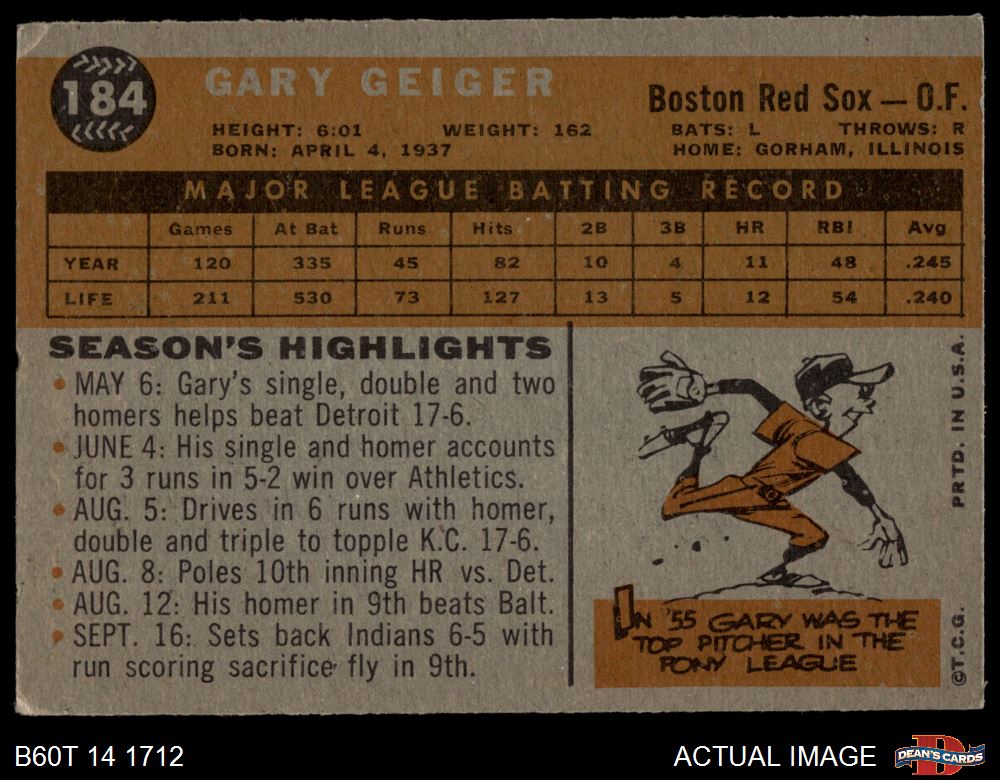 184
GARY GEIGER
Boston Red Sox — O.F.
HEIGHT: 6:01 WEIGHT: 162 BATS: L THROWS: R
BORN: APRIL 4, 1937 HOME: GORHAM, ILLINOIS
MAJOR LEAGUE BATTING RECORD
Games At Bat Runs Hits 2B 3B HR RBI Avg
YEAR 120 335 45 82 10 4 11 48 .245
LIFE 211 530 73 127 13 5 12 54 .240
SEASON'S HIGHLIGHTS
• MAY 6: Gary's single, double and two
homers helps beat Detroit 17-6.
• JUNE 4: His single and homer accounts
for 3 runs in 5-2 win over Athletics.
• AUG. 5: Drives in 6 runs with homer,
double and triple to topple K.C. 17-6.
• AUG. 8: Poles 10th inning HR vs. Det.
• AUG. 12: His homer in 9th beats Balt.
• SEPT. 16: Sets back Indians 6-5 with
run scoring sacrifice fly in 9th.
IN '55 GARY WAS THE
TOP PITCHER IN THE
PONY LEAGUE
©T.C.G. PRTD. IN U.S.A.
B60T 14 1712
ACTUAL IMAGE
D
DEAN'S CARDS